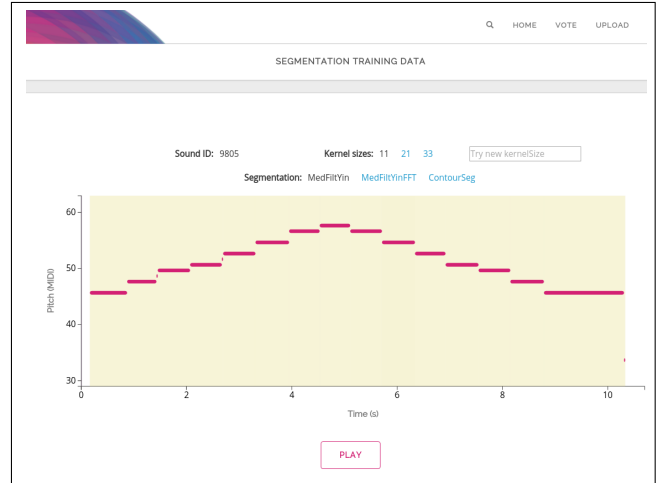 HOME VOTE UPLOAD
SEGMENTATION TRAINING DATA
Sound ID: 9805 Kernel sizes: 11 21 33 Try new kernelSize
Segmentation: MedFiltYin MedFiltYinFFT ContourSeg
60
50
40
30
Pitch (MIDI)
0 2 4 6 8 10
Time (s)
PLAY